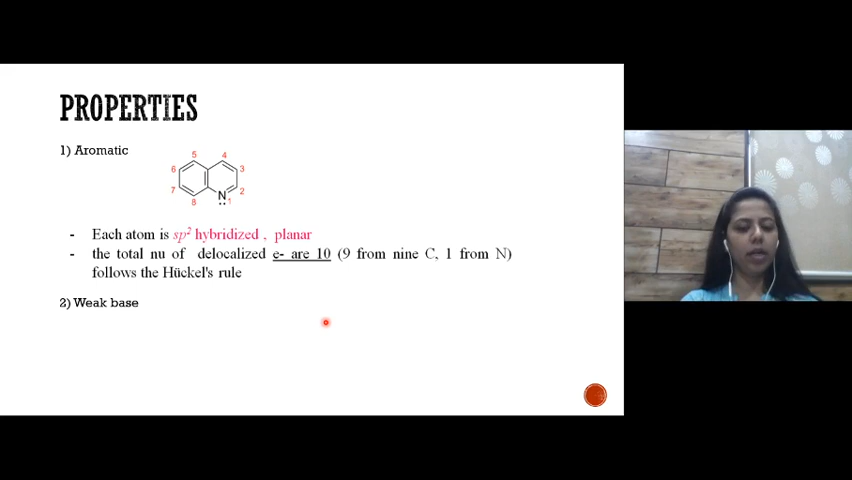 PROPERTIES
1) Aromatic
5 4
6 3
7 N 2
8 1
- Each atom is sp² hybridized , planar
- the total nu of delocalized e- are 10 (9 from nine C, 1 from N)
follows the Hückel's rule
2) Weak base